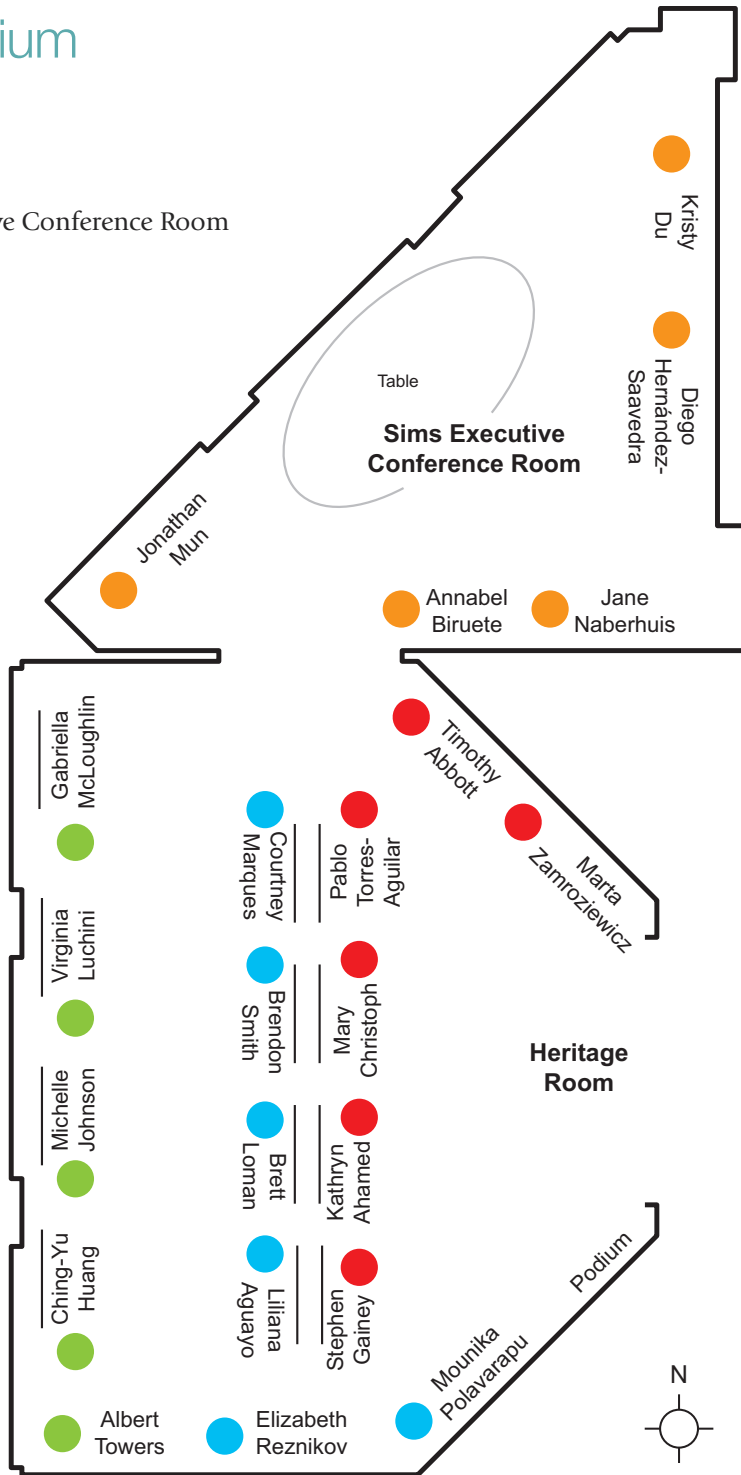 ium
ve Conference Room
Kristy
Du
Diego
Hernández-
Saavedra
Table
Sims Executive
Conference Room
Jonathan
Mun
Annabel
Biruete
Jane
Naberhuis
Gabriella
McLoughlin
Timothy
Abbott
Courtney
Marques
Pablo
Torres-
Aguilar
Marta
Zamroziewicz
Virginia
Luchini
Brendon
Smith
Mary
Christoph
Heritage
Room
Michelle
Johnson
Brett
Loman
Kathryn
Ahamed
Ching-Yu
Huang
Liliana
Aguayo
Stephen
Gainey
Podium
Mounika
Polavarapu
Albert
Towers
Elizabeth
Reznikov
N